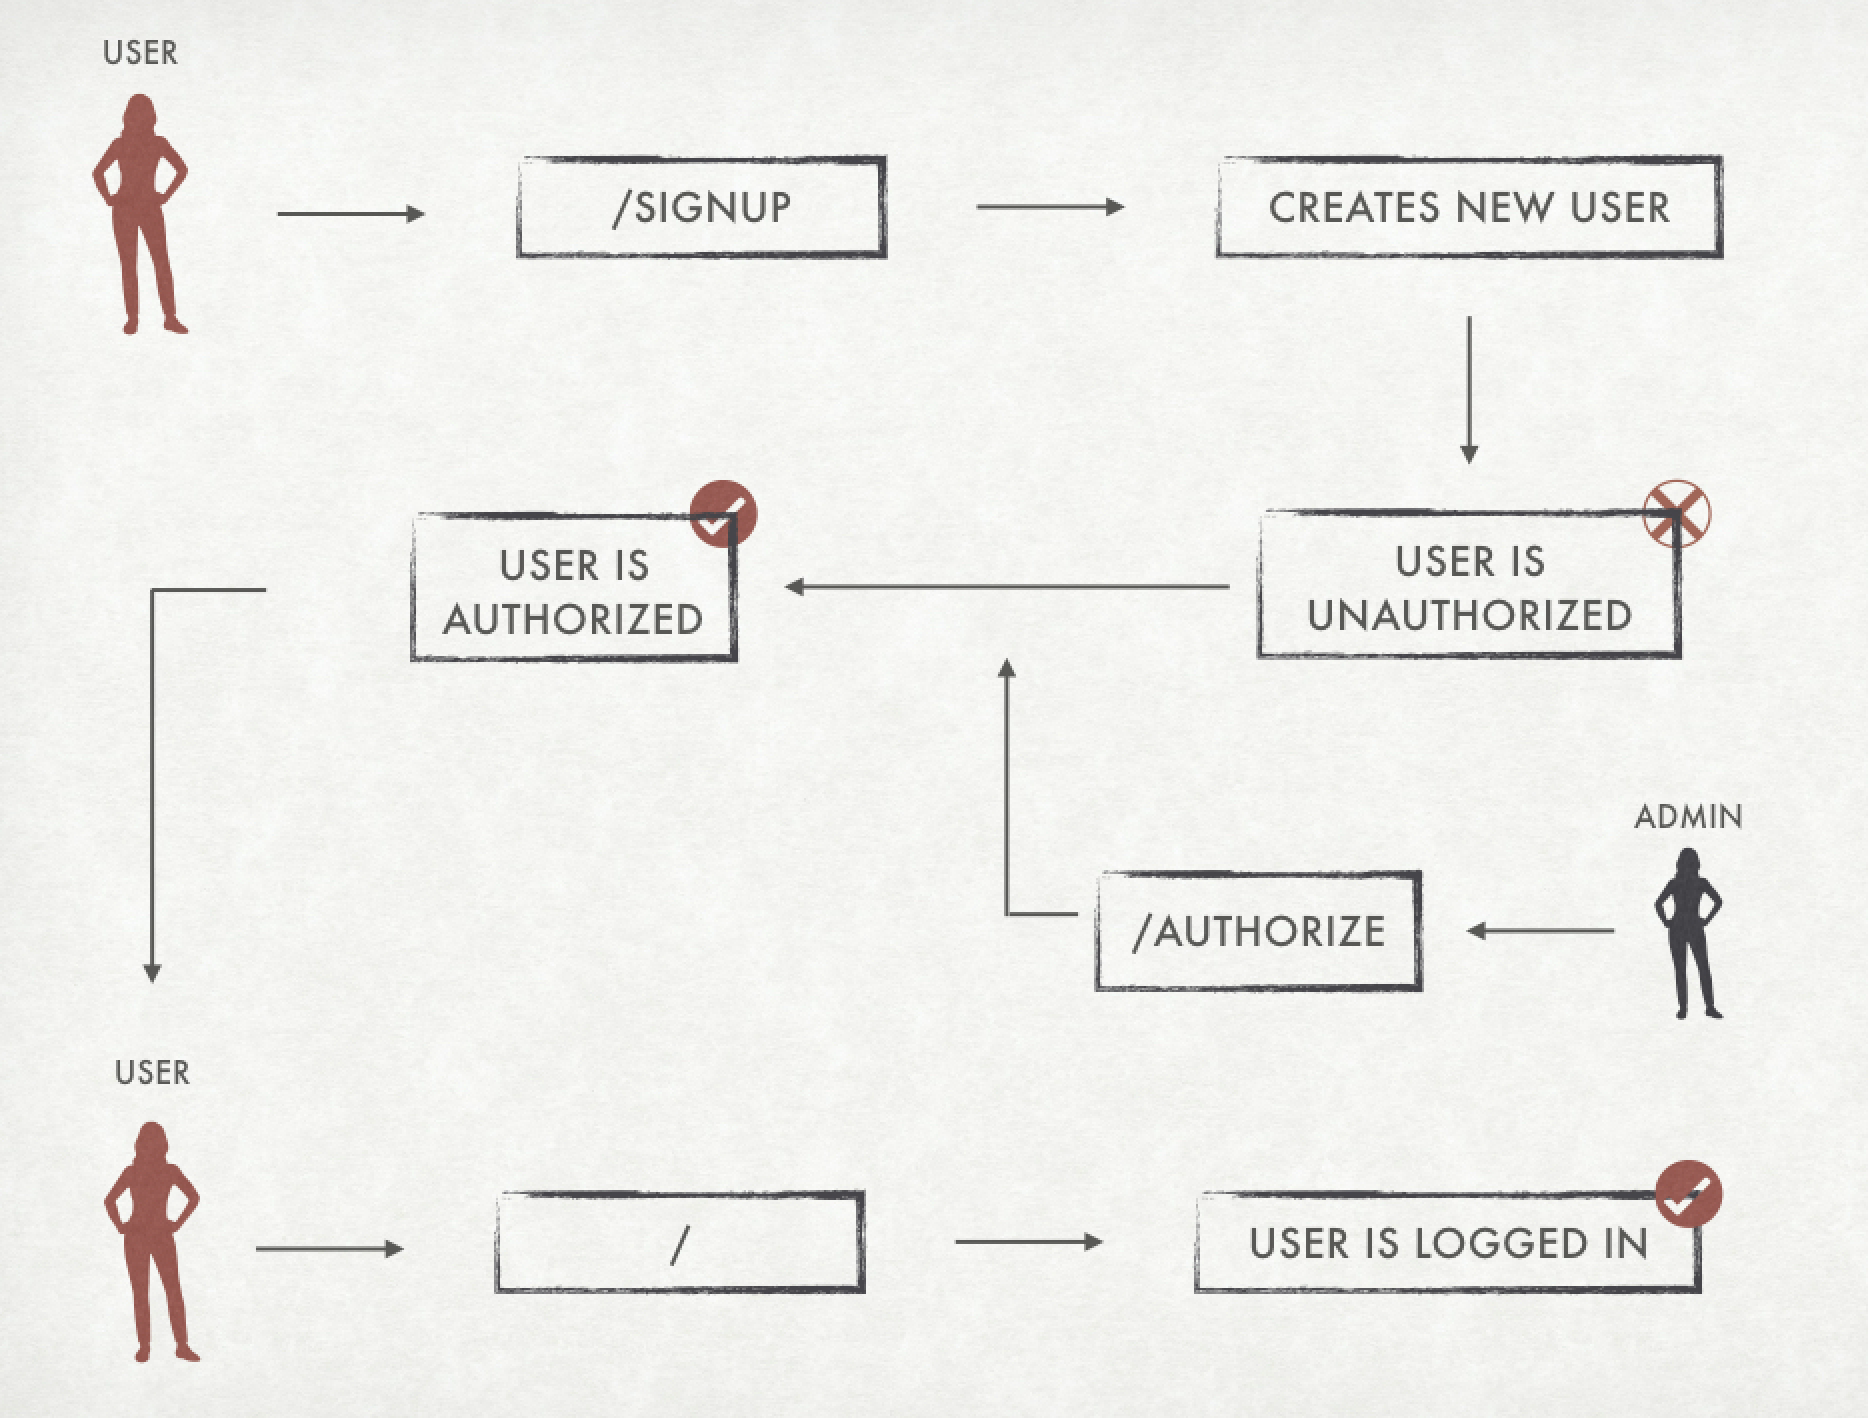 USER
/SIGNUP
CREATES NEW USER
USER IS
AUTHORIZED
USER IS
UNAUTHORIZED
ADMIN
/AUTHORIZE
USER
/
USER IS LOGGED IN